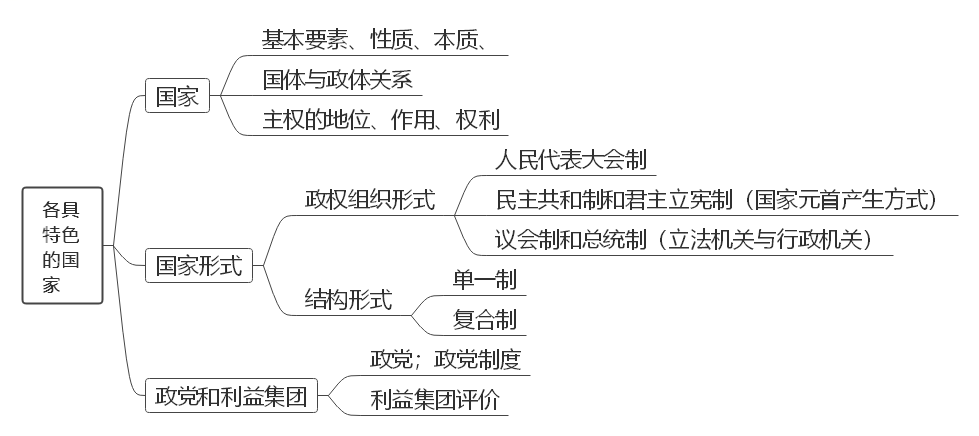 各具
特色
的国
家
国家
基本要素、性质、本质、
国体与政体关系
主权的地位、作用、权利
国家形式
政权组织形式
人民代表大会制
民主共和制和君主立宪制（国家元首产生方式）
议会制和总统制（立法机关与行政机关）
结构形式
单一制
复合制
政党和利益集团
政党；政党制度
利益集团评价